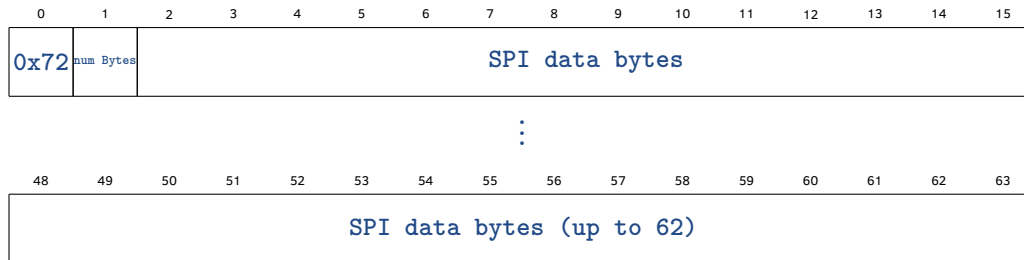 0 1 2 3 4 5 6 7 8 9 10 11 12 13 14 15
0x72 num Bytes SPI data bytes
⋮
48 49 50 51 52 53 54 55 56 57 58 59 60 61 62 63
SPI data bytes (up to 62)